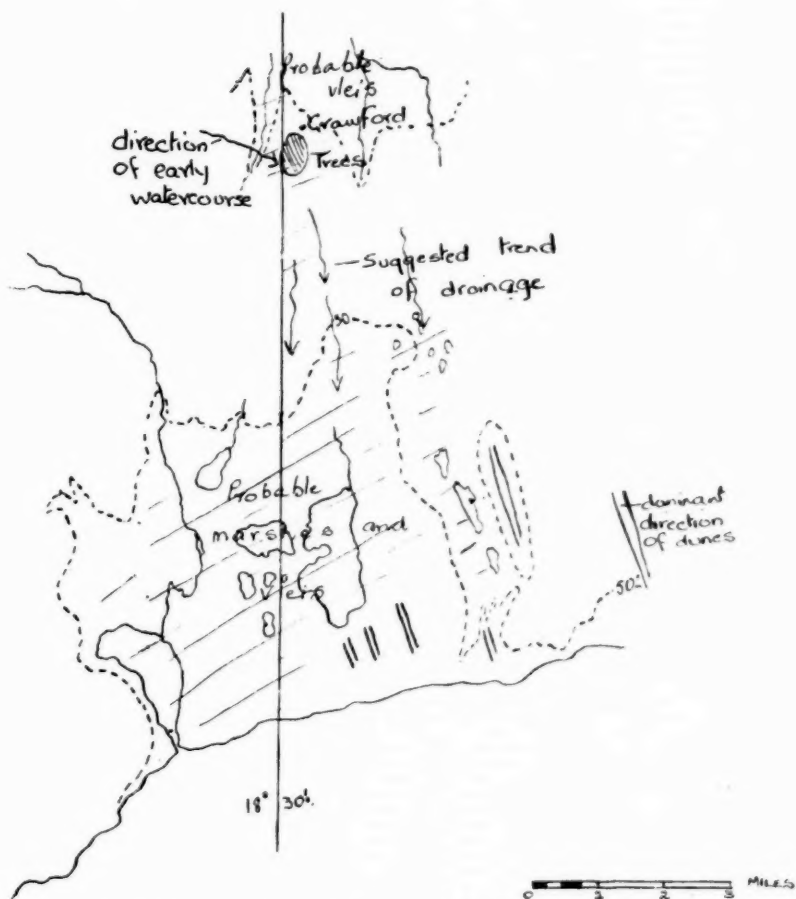 Probable
vleis
Crawford
Trees
direction
of early
watercourse
Suggested trend
of drainage
50
Probable
marshes and
vleis
dominant
direction
of dunes
50'
18° 30'
0 1 2 3 MILES